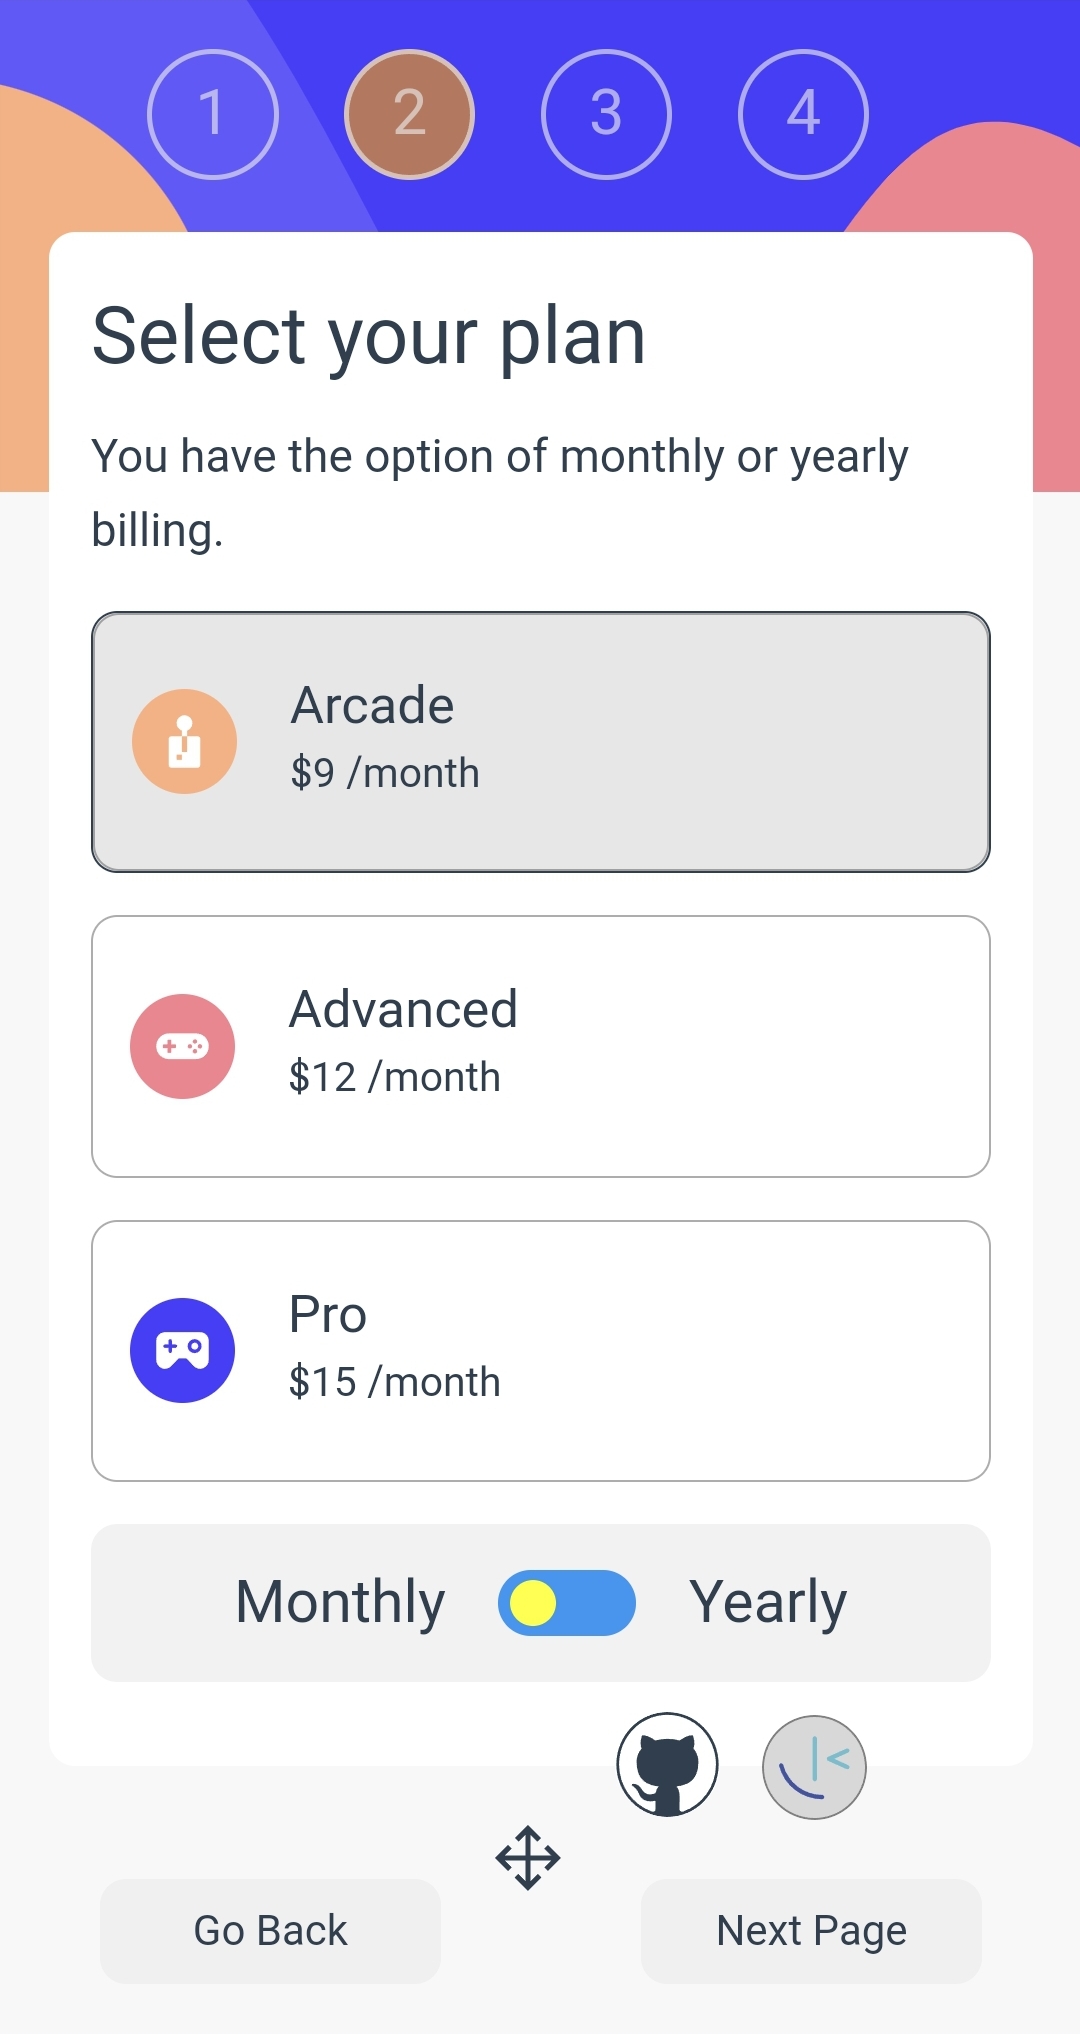 1 2 3 4
Select your plan
You have the option of monthly or yearly
billing.
Arcade
$9 /month
Advanced
$12 /month
Pro
$15 /month
Monthly Yearly
Go Back Next Page